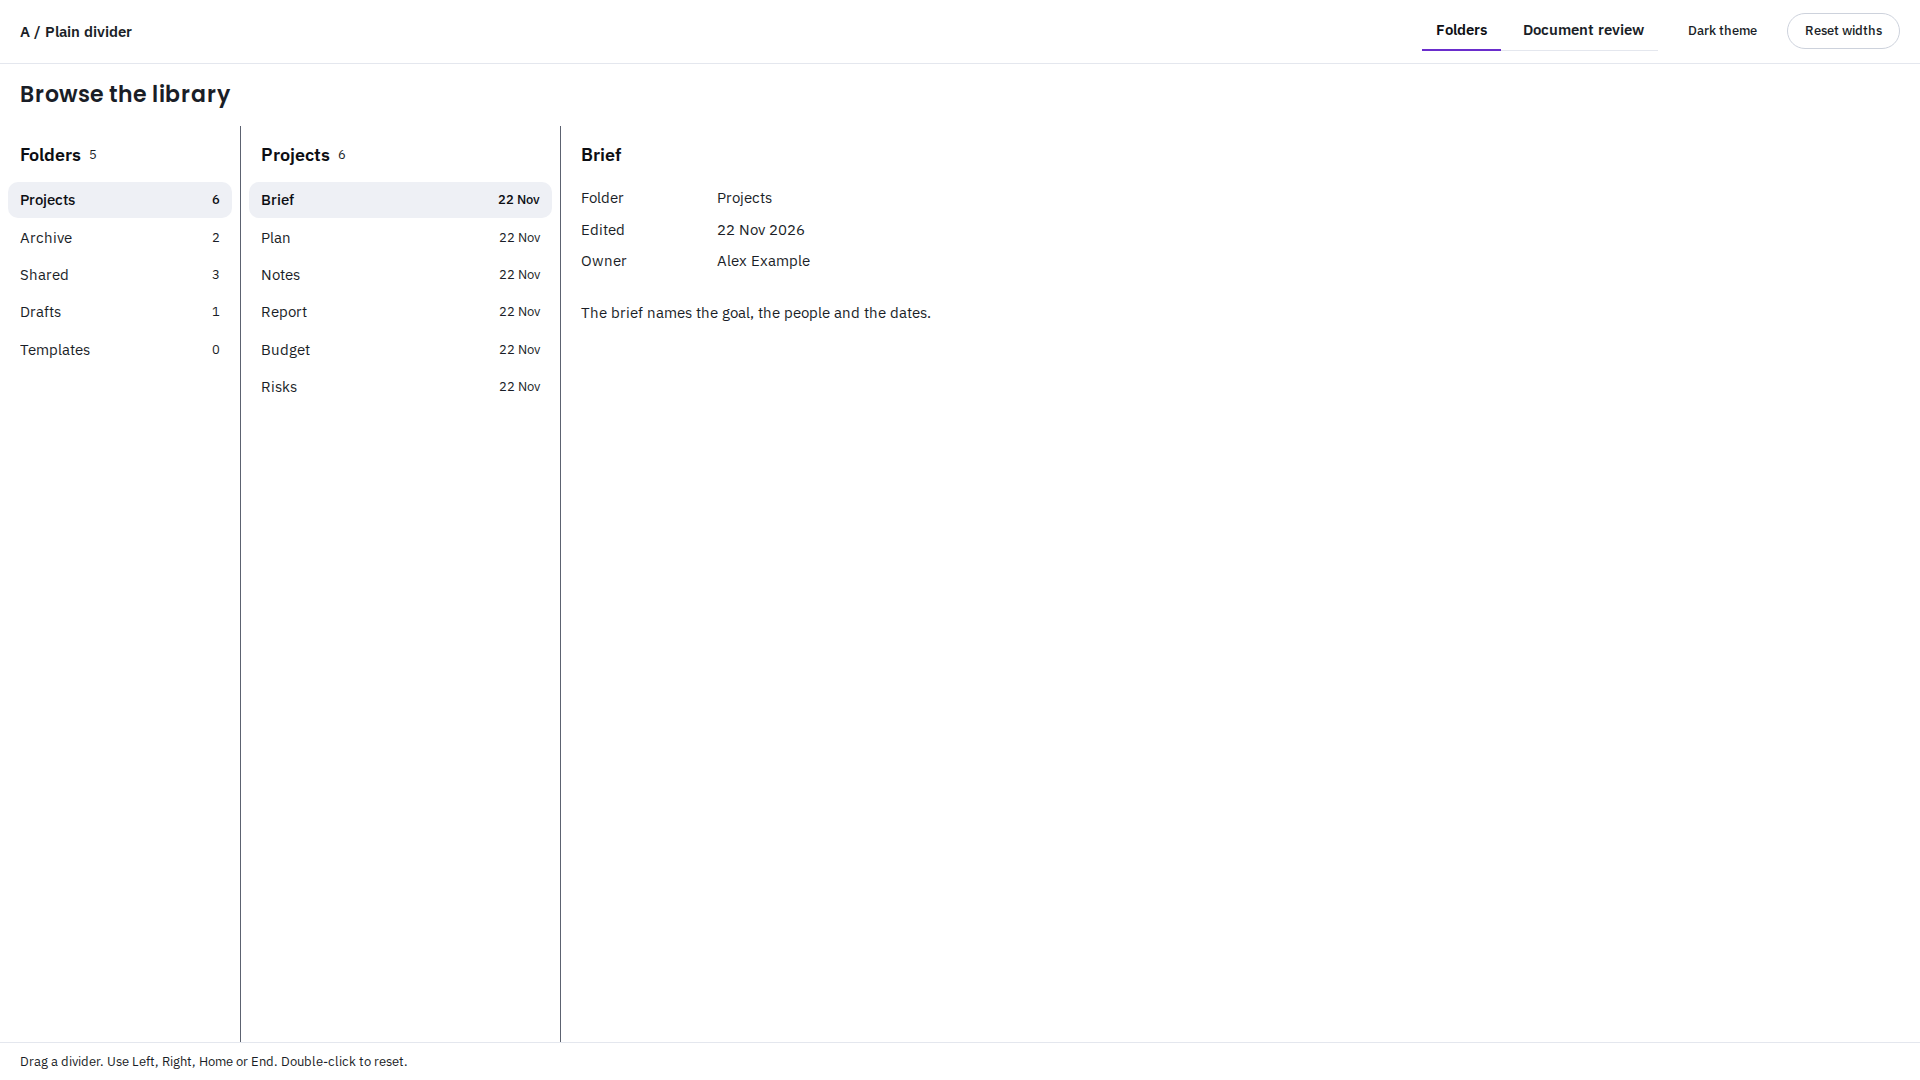 A / Plain divider
Folders
Document review
Dark theme
Reset widths
Browse the library
Folders 5
Projects 6
Archive 2
Shared 3
Drafts 1
Templates 0
Projects 6
Brief 22 Nov
Plan 22 Nov
Notes 22 Nov
Report 22 Nov
Budget 22 Nov
Risks 22 Nov
Brief
Folder Projects
Edited 22 Nov 2026
Owner Alex Example
The brief names the goal, the people and the dates.
Drag a divider. Use Left, Right, Home or End. Double-click to reset.